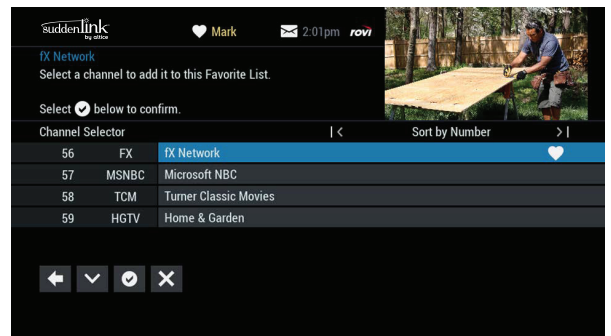 suddenlink
by altice
Mark
2:01pm
rovi
fX Network
Select a channel to add it to this Favorite List.
Select below to confirm.
Channel Selector
Sort by Number
56 FX fX Network
57 MSNBC Microsoft NBC
58 TCM Turner Classic Movies
59 HGTV Home & Garden